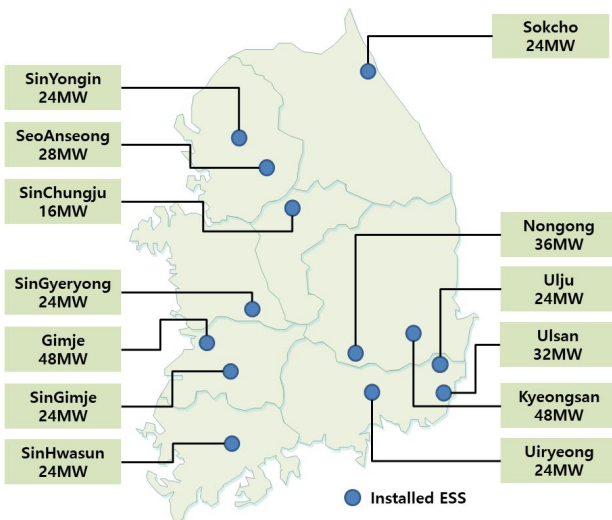 Sokcho
24MW
SinYongin
24MW
SeoAnseong
28MW
SinChungju
16MW
SinGyeryong
24MW
Gimje
48MW
SinGimje
24MW
SinHwasun
24MW
Nongong
36MW
Ulju
24MW
Ulsan
32MW
Kyeongsan
48MW
Uiryeong
24MW
Installed ESS